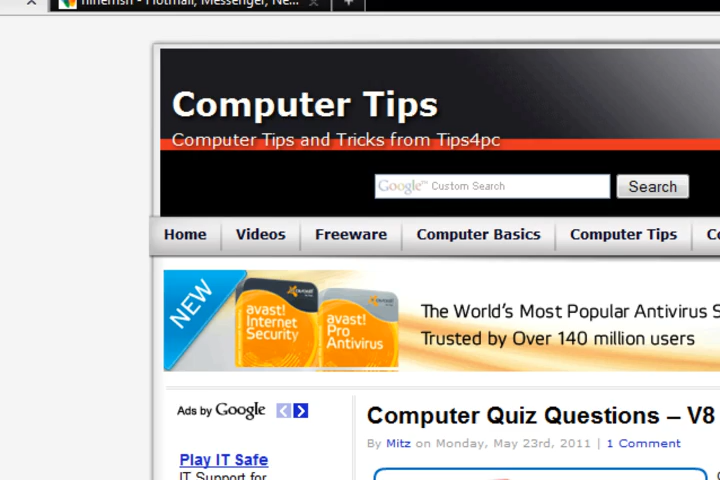 ninemsn - Hotmail, Messenger, Ne...
Computer Tips
Computer Tips and Tricks from Tips4pc
Google™ Custom Search
Search
Home
Videos
Freeware
Computer Basics
Computer Tips
NEW
avast!
Internet
Security
avast!
Pro
Antivirus
The World's Most Popular Antivirus S
Trusted by Over 140 million users
Ads by Google
Computer Quiz Questions – V8
By Mitz on Monday, May 23rd, 2011 | 1 Comment
Play IT Safe
IT Support for